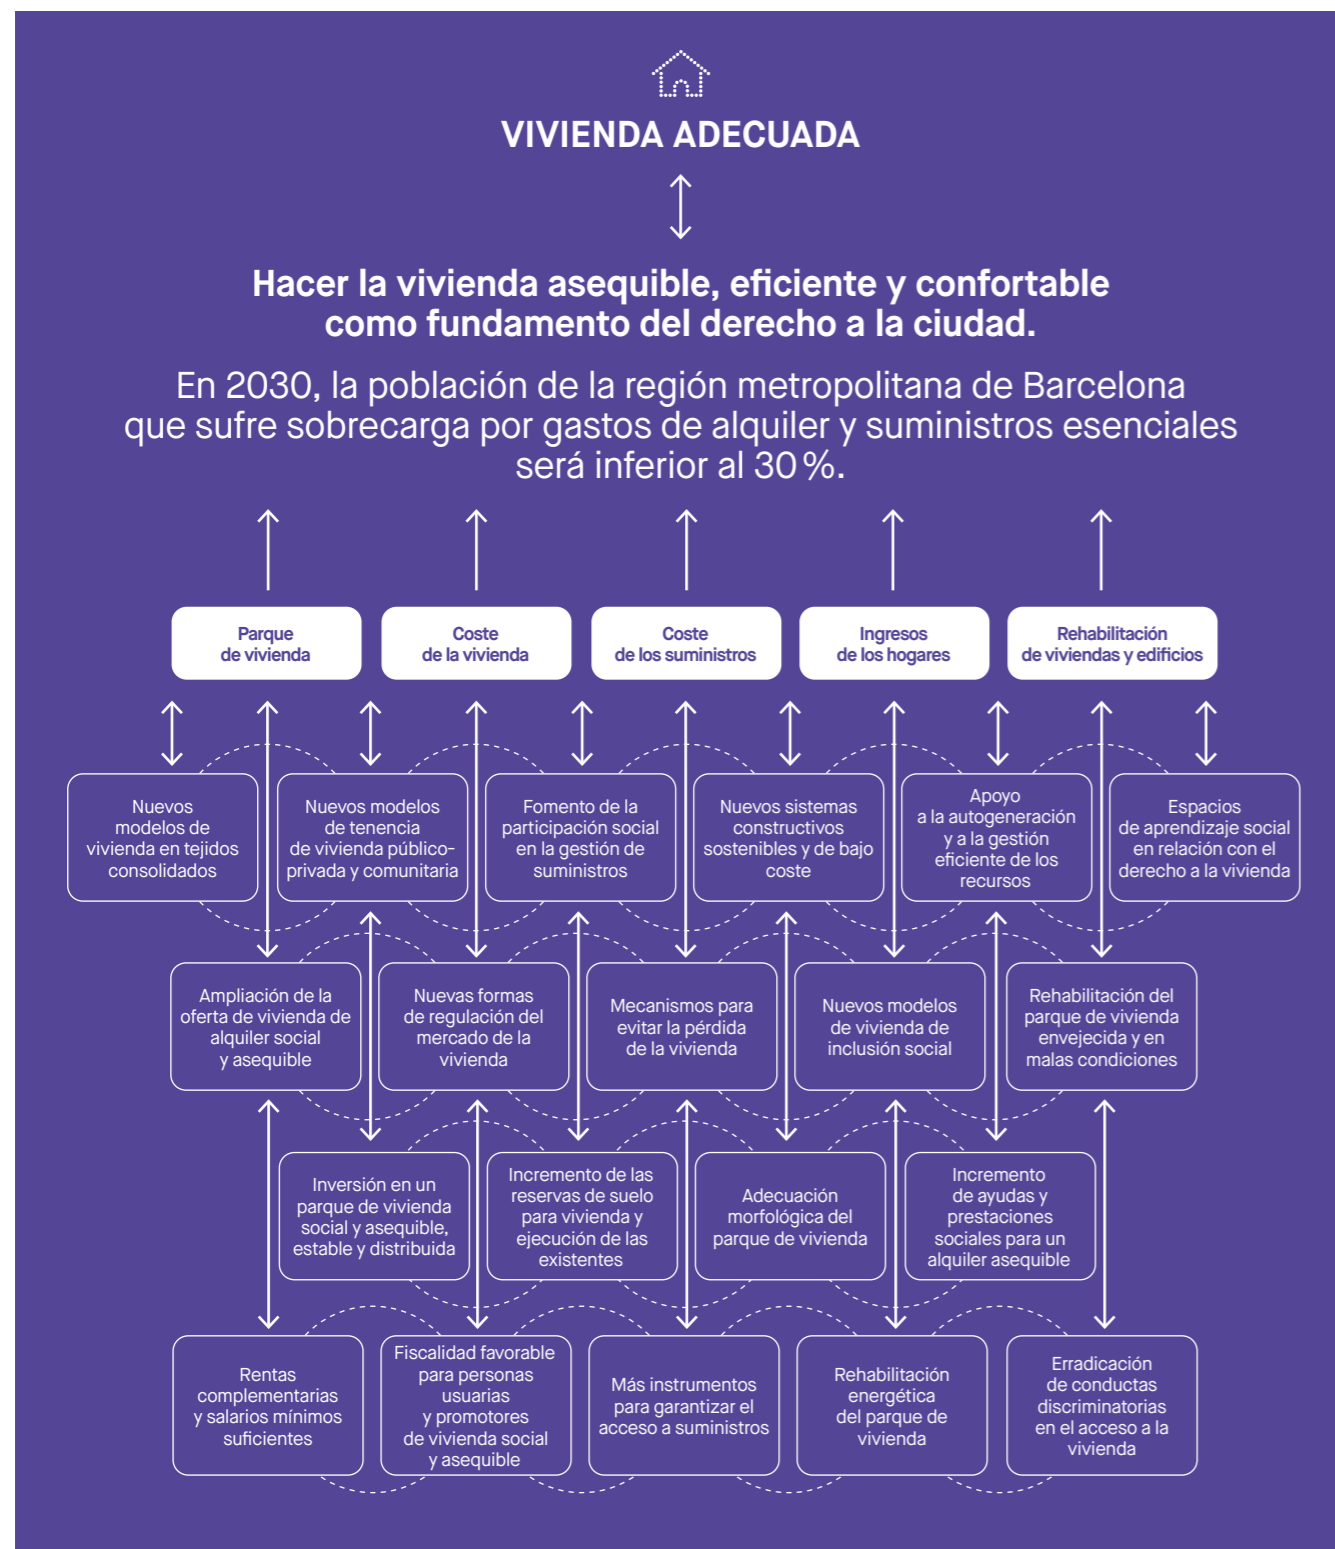 VIVIENDA ADECUADA
Hacer la vivienda asequible, eficiente y confortable
como fundamento del derecho a la ciudad.
En 2030, la población de la región metropolitana de Barcelona
que sufre sobrecarga por gastos de alquiler y suministros esenciales
será inferior al 30 %.
Parque
de vivienda
Coste
de la vivienda
Coste
de los suministros
Ingresos
de los hogares
Rehabilitación
de viviendas y edificios
Nuevos
modelos de
vivienda en tejidos
consolidados
Nuevos modelos
de tenencia
de vivienda público-
privada y comunitaria
Fomento de la
participación social
en la gestión de
suministros
Nuevos sistemas
constructivos
sostenibles y de bajo
coste
Apoyo
a la autogeneración
y a la gestión
eficiente de los
recursos
Espacios
de aprendizaje social
en relación con el
derecho a la vivienda
Ampliación de la
oferta de vivienda de
alquiler social
y asequible
Nuevas formas
de regulación del
mercado de la
vivienda
Mecanismos para
evitar la pérdida
de la vivienda
Nuevos modelos
de vivienda de
inclusión social
Rehabilitación del
parque de vivienda
envejecida y en
malas condiciones
Inversión en un
parque de vivienda
social y asequible,
estable y distribuida
Incremento de las
reservas de suelo
para vivienda y
ejecución de las
existentes
Adecuación
morfológica del
parque de vivienda
Incremento
de ayudas y
prestaciones
sociales para un
alquiler asequible
Rentas
complementarias
y salarios mínimos
suficientes
Fiscalidad favorable
para personas
usuarias
y promotores
de vivienda social
y asequible
Más instrumentos
para garantizar el
acceso a suministros
Rehabilitación
energética
del parque de
vivienda
Erradicación
de conductas
discriminatorias
en el acceso a la
vivienda